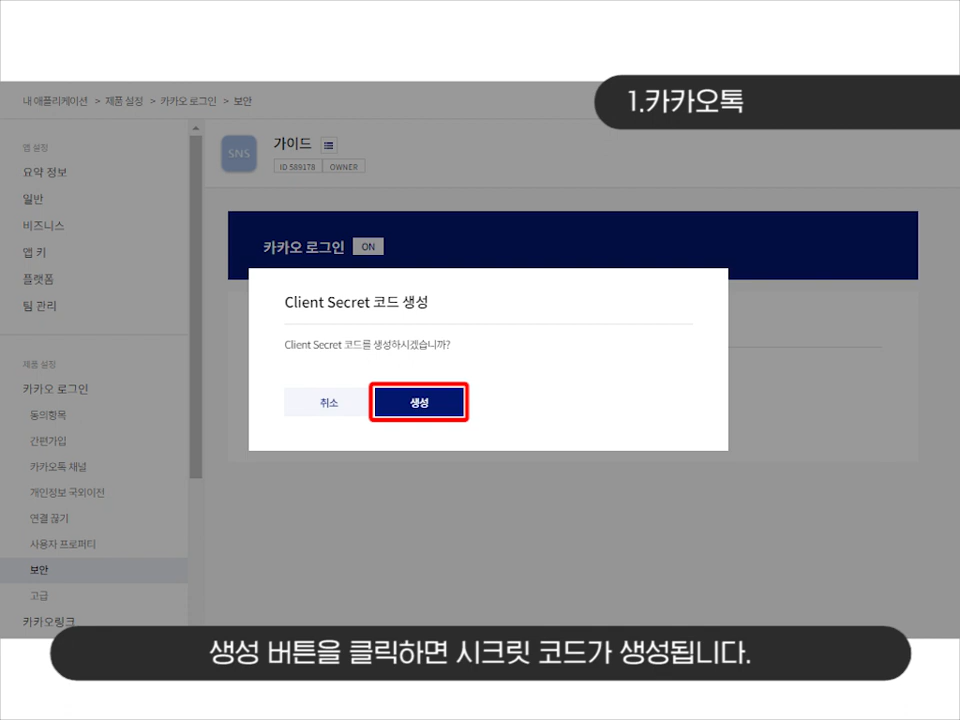 1.카카오톡
내 애플리케이션 > 제품 설정 > 카카오 로그인 > 보안
앱 설정
요약 정보
일반
비즈니스
앱 키
플랫폼
팀 관리
제품 설정
카카오 로그인
동의항목
간편가입
카카오톡 채널
개인정보 국외이전
연결 끊기
사용자 프로퍼티
보안
고급
카카오링크
SNS
가이드
ID 589178 OWNER
카카오 로그인 ON
Client Secret 코드 생성
Client Secret 코드를 생성하시겠습니까?
취소 생성
생성 버튼을 클릭하면 시크릿 코드가 생성됩니다.